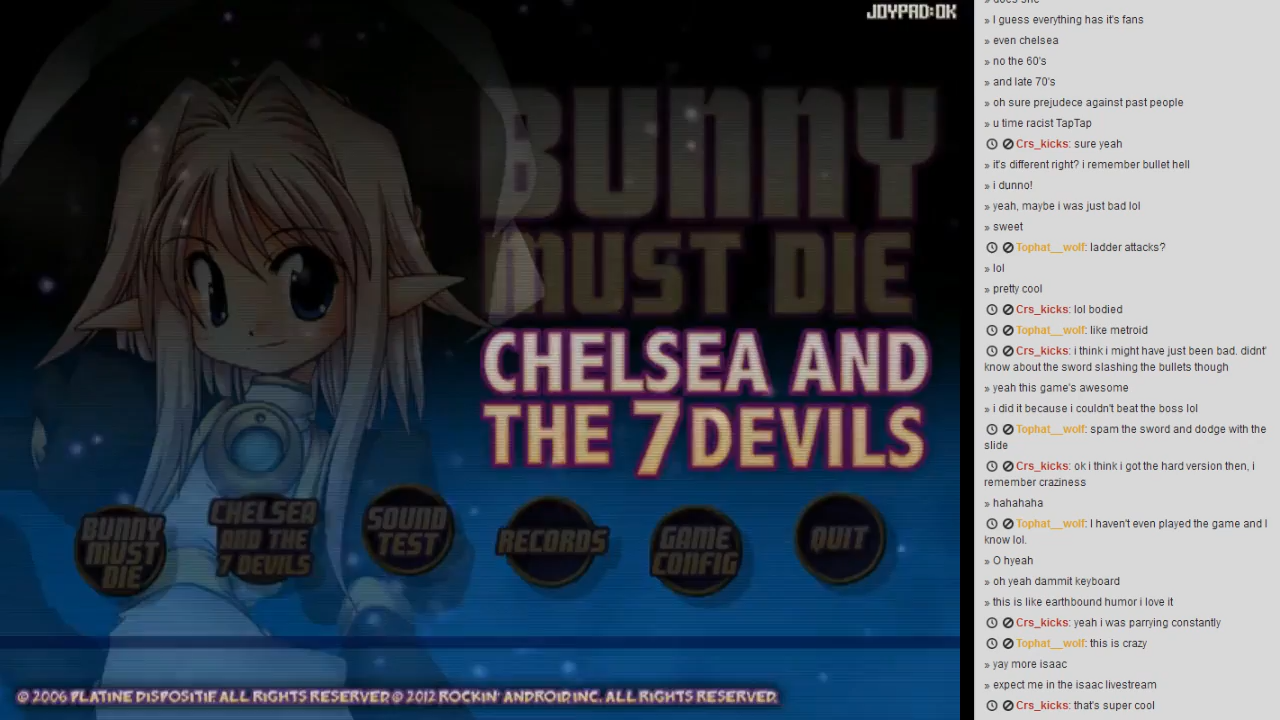 JOYPAD:OK
BUNNY
MUST DIE
CHELSEA AND
THE 7 DEVILS
BUNNY
MUST
DIE
CHELSEA
AND THE
7 DEVILS
SOUND
TEST
RECORDS
GAME
CONFIG
QUIT
© 2006 PLATINE DISPOSITIF. ALL RIGHTS RESERVED © 2012 ROCKIN' ANDROID INC. ALL RIGHTS RESERVED.
» does she
» I guess everything has it's fans
» even chelsea
» no the 60's
» and late 70's
» oh sure prejudece against past people
» u time racist TapTap
Crs_kicks: sure yeah
» it's different right? i remember bullet hell
» i dunno!
» yeah, maybe i was just bad lol
» sweet
Tophat__wolf: ladder attacks?
» lol
» pretty cool
Crs_kicks: lol bodied
Tophat__wolf: like metroid
Crs_kicks: i think i might have just been bad. didnt'
know about the sword slashing the bullets though
» yeah this game's awesome
» i did it because i couldn't beat the boss lol
Tophat__wolf: spam the sword and dodge with the
slide
Crs_kicks: ok i think i got the hard version then, i
remember craziness
» hahahaha
Tophat__wolf: I haven't even played the game and I
know lol.
» O hyeah
» oh yeah dammit keyboard
» this is like earthbound humor i love it
Crs_kicks: yeah i was parrying constantly
Tophat__wolf: this is crazy
» yay more isaac
» expect me in the isaac livestream
Crs_kicks: that's super cool